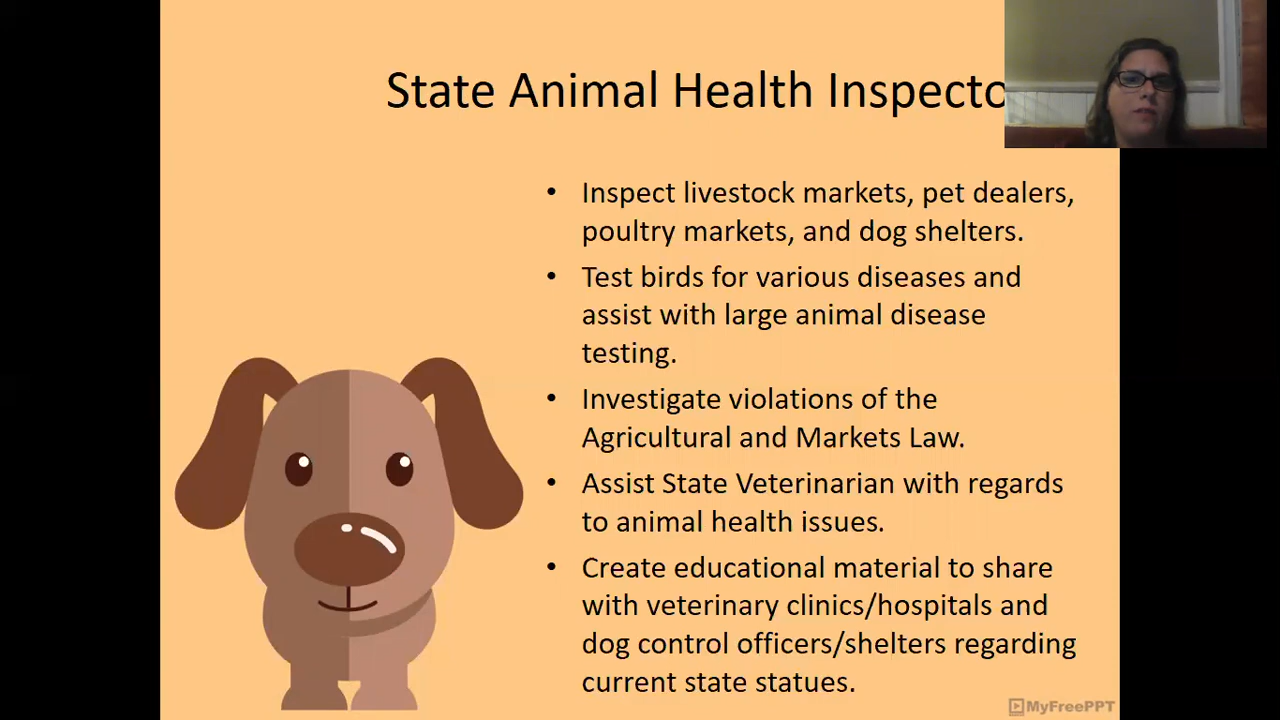 State Animal Health Inspecto
• Inspect livestock markets, pet dealers,
poultry markets, and dog shelters.
• Test birds for various diseases and
assist with large animal disease
testing.
• Investigate violations of the
Agricultural and Markets Law.
• Assist State Veterinarian with regards
to animal health issues.
• Create educational material to share
with veterinary clinics/hospitals and
dog control officers/shelters regarding
current state statues.
MyFreePPT